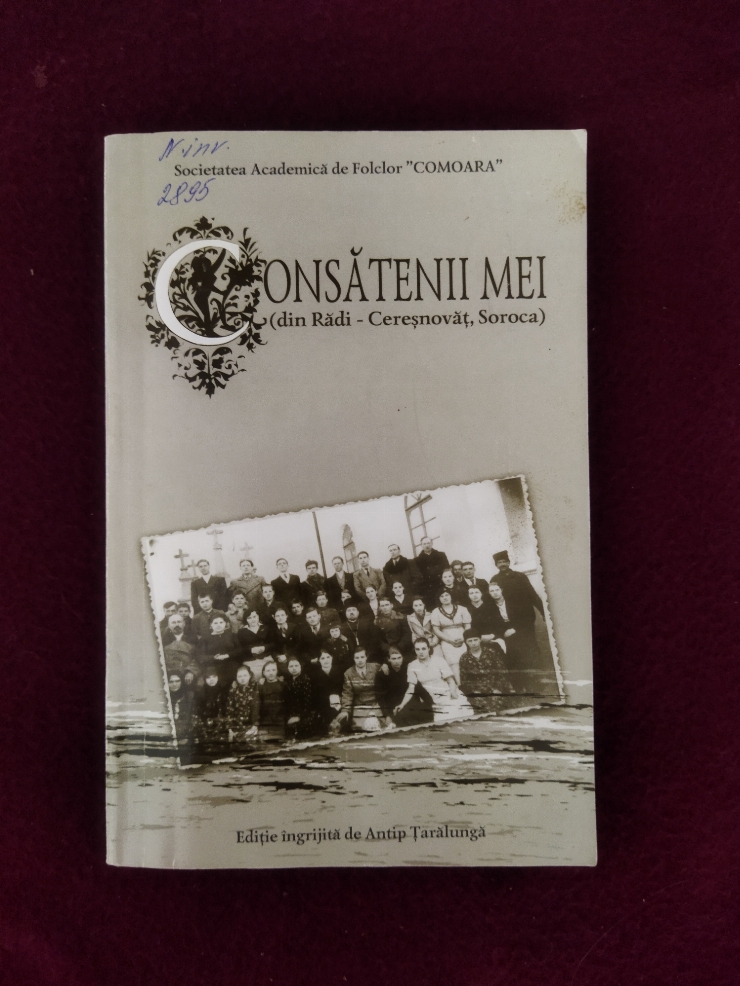 N. inv.
Societatea Academică de Folclor "COMOARA"
2895
CONSĂTENII MEI
(din Rădi - Cereșnovăț, Soroca)
Ediție îngrijită de Antip Țarălungă